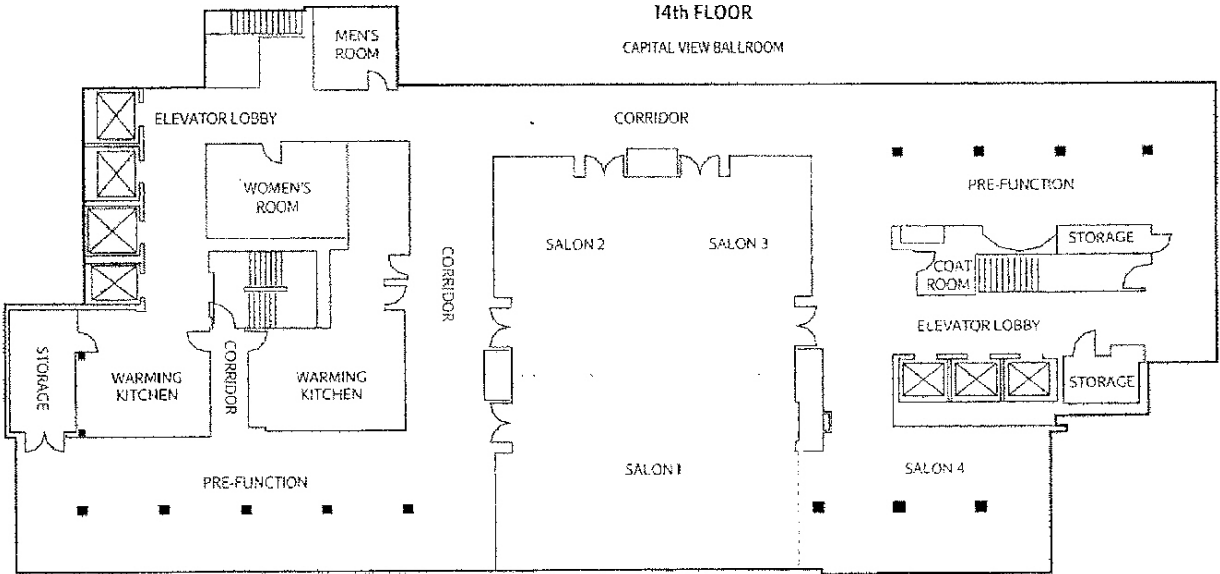 14th FLOOR
CAPITAL VIEW BALLROOM
MEN'S
ROOM
ELEVATOR LOBBY
CORRIDOR
WOMEN'S
ROOM
PRE-FUNCTION
SALON 2
SALON 3
STORAGE
COAT
ROOM
CORRIDOR
ELEVATOR LOBBY
STORAGE
WARMING
KITCHEN
CORRIDOR
WARMING
KITCHEN
STORAGE
SALON 1
SALON 4
PRE-FUNCTION